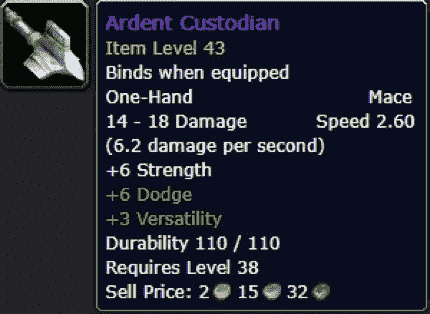 Ardent Custodian
Item Level 43
Binds when equipped
One-Hand Mace
14 - 18 Damage Speed 2.60
(6.2 damage per second)
+6 Strength
+6 Dodge
+3 Versatility
Durability 110 / 110
Requires Level 38
Sell Price: 2 15 32